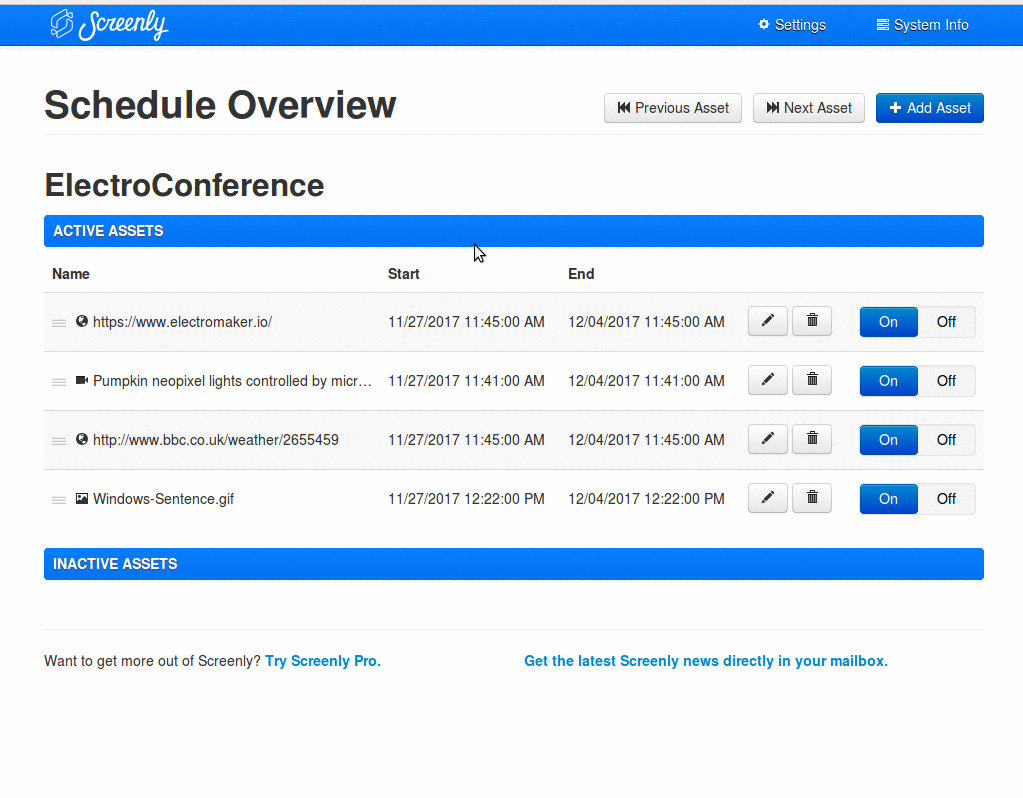 Screenly Settings System Info
Schedule Overview Previous Asset Next Asset Add Asset
ElectroConference
ACTIVE ASSETS
Name Start End
https://www.electromaker.io/ 11/27/2017 11:45:00 AM 12/04/2017 11:45:00 AM On Off
Pumpkin neopixel lights controlled by micr... 11/27/2017 11:41:00 AM 12/04/2017 11:41:00 AM On Off
http://www.bbc.co.uk/weather/2655459 11/27/2017 11:45:00 AM 12/04/2017 11:45:00 AM On Off
Windows-Sentence.gif 11/27/2017 12:22:00 PM 12/04/2017 12:22:00 PM On Off
INACTIVE ASSETS
Want to get more out of Screenly? Try Screenly Pro. Get the latest Screenly news directly in your mailbox.